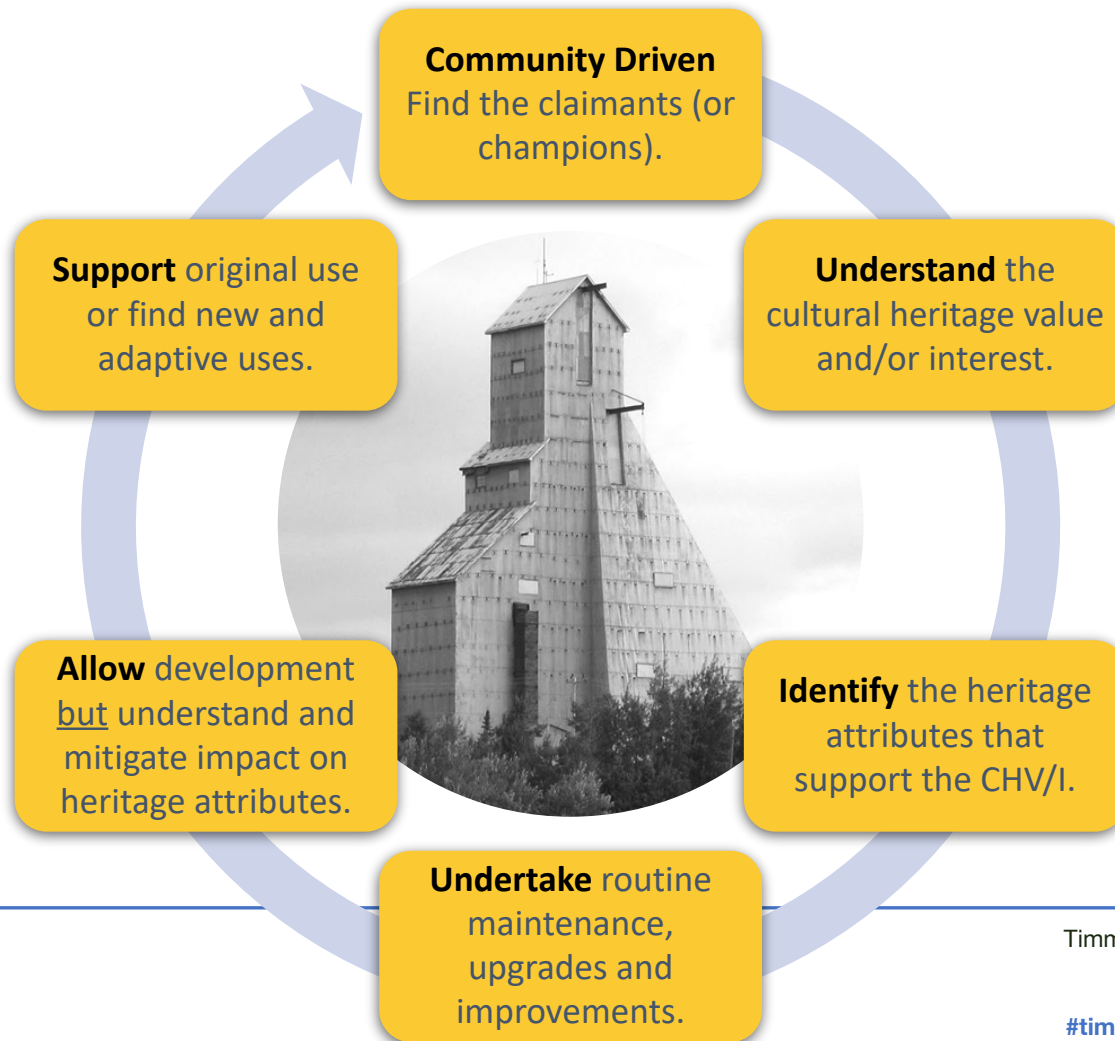 Community Driven
Find the claimants (or
champions).
Understand the
cultural heritage value
and/or interest.
Identify the heritage
attributes that
support the CHV/I.
Undertake routine
maintenance,
upgrades and
improvements.
Allow development
but understand and
mitigate impact on
heritage attributes.
Support original use
or find new and
adaptive uses.
Timm
#tim